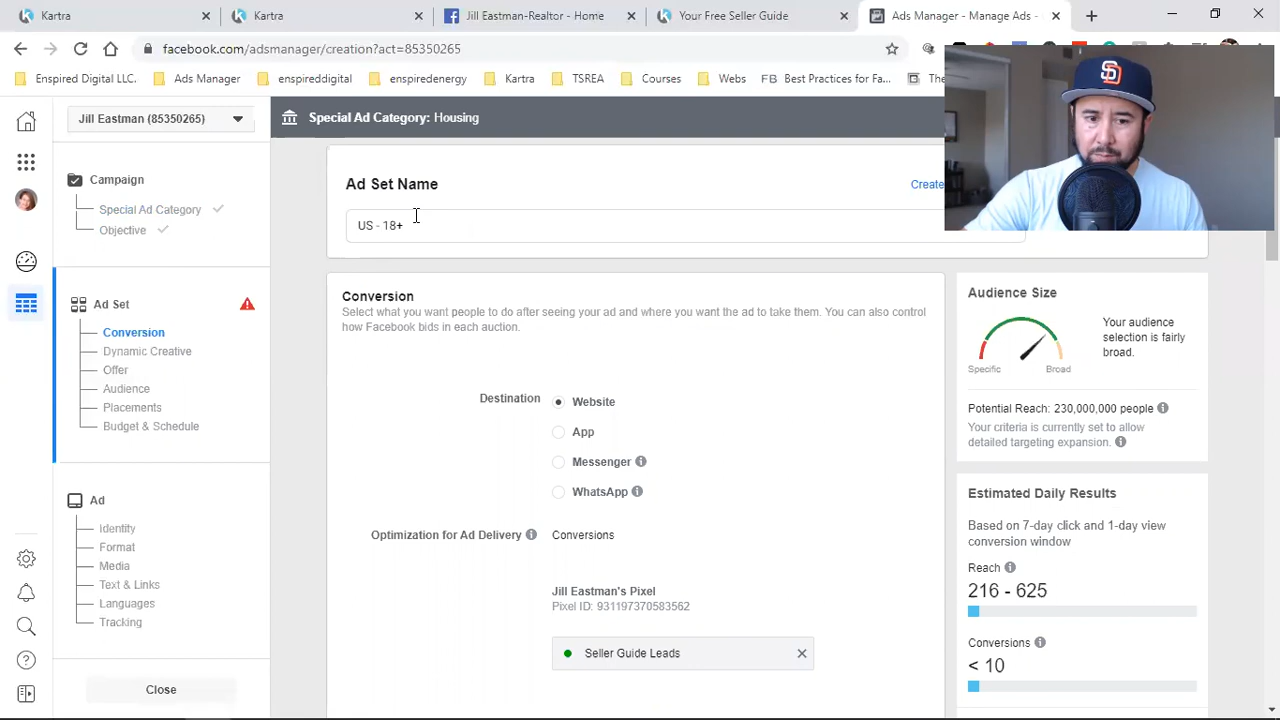 Kartra
Kartra
Jill Eastman-Realtor - Home
Your Free Seller Guide
Ads Manager - Manage Ads -
facebook.com/adsmanager/creation?act=85350265
Enspired Digital LLC.
Ads Manager
enspireddigital
empiredenergy
Kartra
TSREA
Courses
Webs
FB Best Practices for Fa...
The
Jill Eastman (85350265)
Special Ad Category: Housing
Campaign
Special Ad Category
Objective
Ad Set
Conversion
Dynamic Creative
Offer
Audience
Placements
Budget & Schedule
Ad
Identity
Format
Media
Text & Links
Languages
Tracking
Close
Ad Set Name
Create
US - 18+
Conversion
Select what you want people to do after seeing your ad and where you want the ad to take them. You can also control
how Facebook bids in each auction.
Destination
Website
App
Messenger
WhatsApp
Optimization for Ad Delivery
Conversions
Jill Eastman's Pixel
Pixel ID: 931197370583562
Seller Guide Leads
Audience Size
Specific
Broad
Your audience
selection is fairly
broad.
Potential Reach: 230,000,000 people
Your criteria is currently set to allow
detailed targeting expansion.
Estimated Daily Results
Based on 7-day click and 1-day view
conversion window
Reach
216 - 625
Conversions
< 10
SD